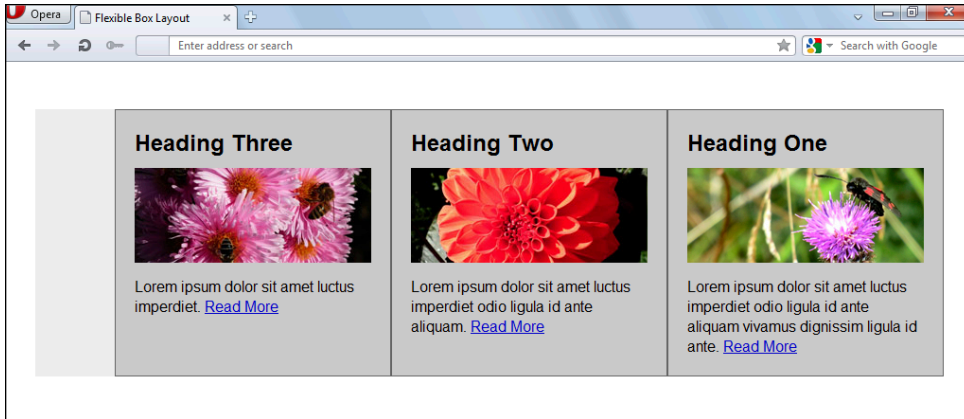 Opera
Flexible Box Layout
Enter address or search
Search with Google
Heading Three
Lorem ipsum dolor sit amet luctus
imperdiet. Read More
Heading Two
Lorem ipsum dolor sit amet luctus
imperdiet odio ligula id ante
aliquam. Read More
Heading One
Lorem ipsum dolor sit amet luctus
imperdiet odio ligula id ante
aliquam vivamus dignissim ligula id
ante. Read More